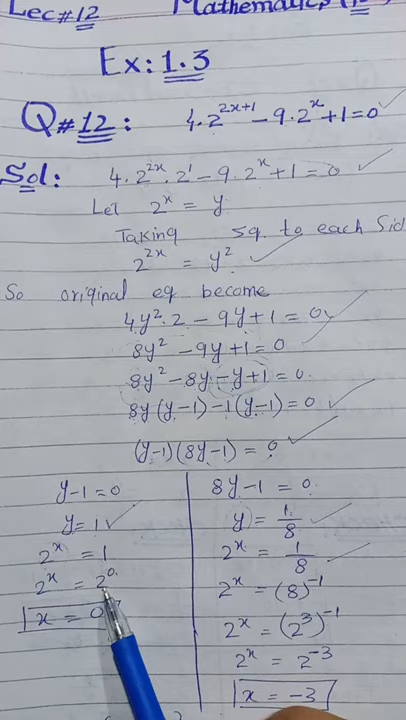 Lec#12 Mathematics
Ex: 1.3
Q#12: 4.2^{2x+1} - 9.2^x + 1 = 0
Sol: 4.2^{2x}.2^1 - 9.2^x + 1 = 0
Let 2^x = y
Taking sq. to each Sid
2^{2x} = y^2
So original eq become
4y^2.2 - 9y + 1 = 0
8y^2 - 9y + 1 = 0
8y^2 - 8y - y + 1 = 0
8y(y-1) - 1(y-1) = 0
(y-1)(8y-1) = 0
y-1 = 0
y = 1
2^x = 1
2^x = 2^0
x = 0
8y-1 = 0
y = 1/8
2^x = 1/8
2^x = (8)^{-1}
2^x = (2^3)^{-1}
2^x = 2^{-3}
x = -3